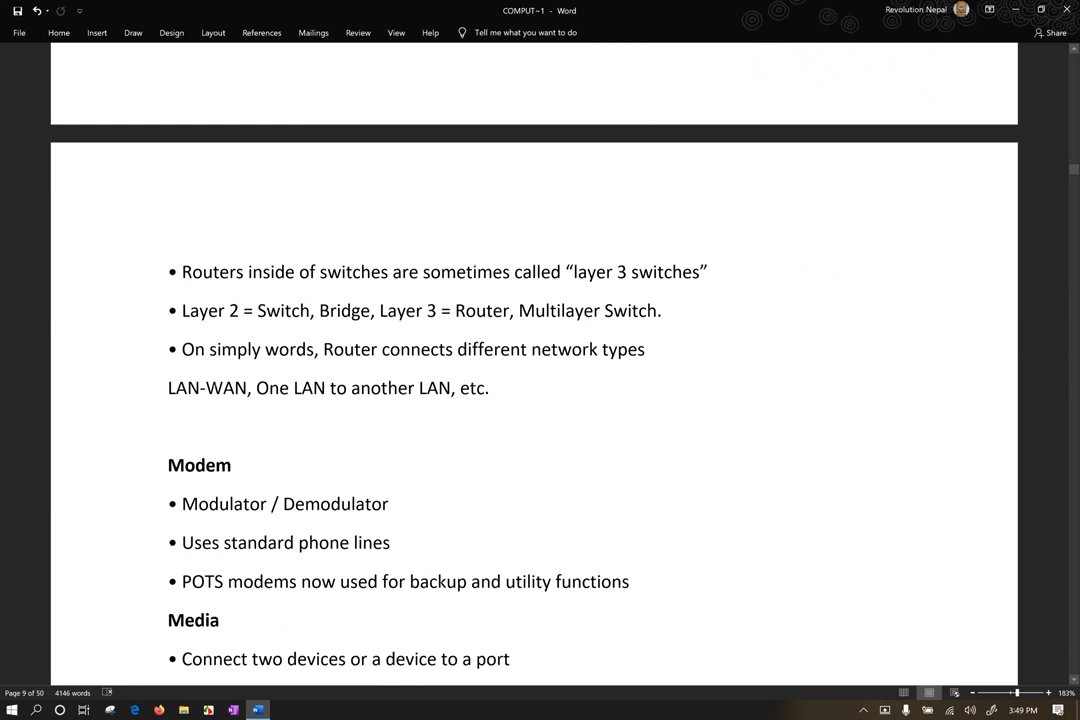 COMPUT~1 - Word
Revolution Nepal
File Home Insert Draw Design Layout References Mailings Review View Help Tell me what you want to do Share
• Routers inside of switches are sometimes called “layer 3 switches”
• Layer 2 = Switch, Bridge, Layer 3 = Router, Multilayer Switch.
• On simply words, Router connects different network types
LAN-WAN, One LAN to another LAN, etc.
Modem
• Modulator / Demodulator
• Uses standard phone lines
• POTS modems now used for backup and utility functions
Media
• Connect two devices or a device to a port
Page 9 of 50 4146 words 183%
3:49 PM